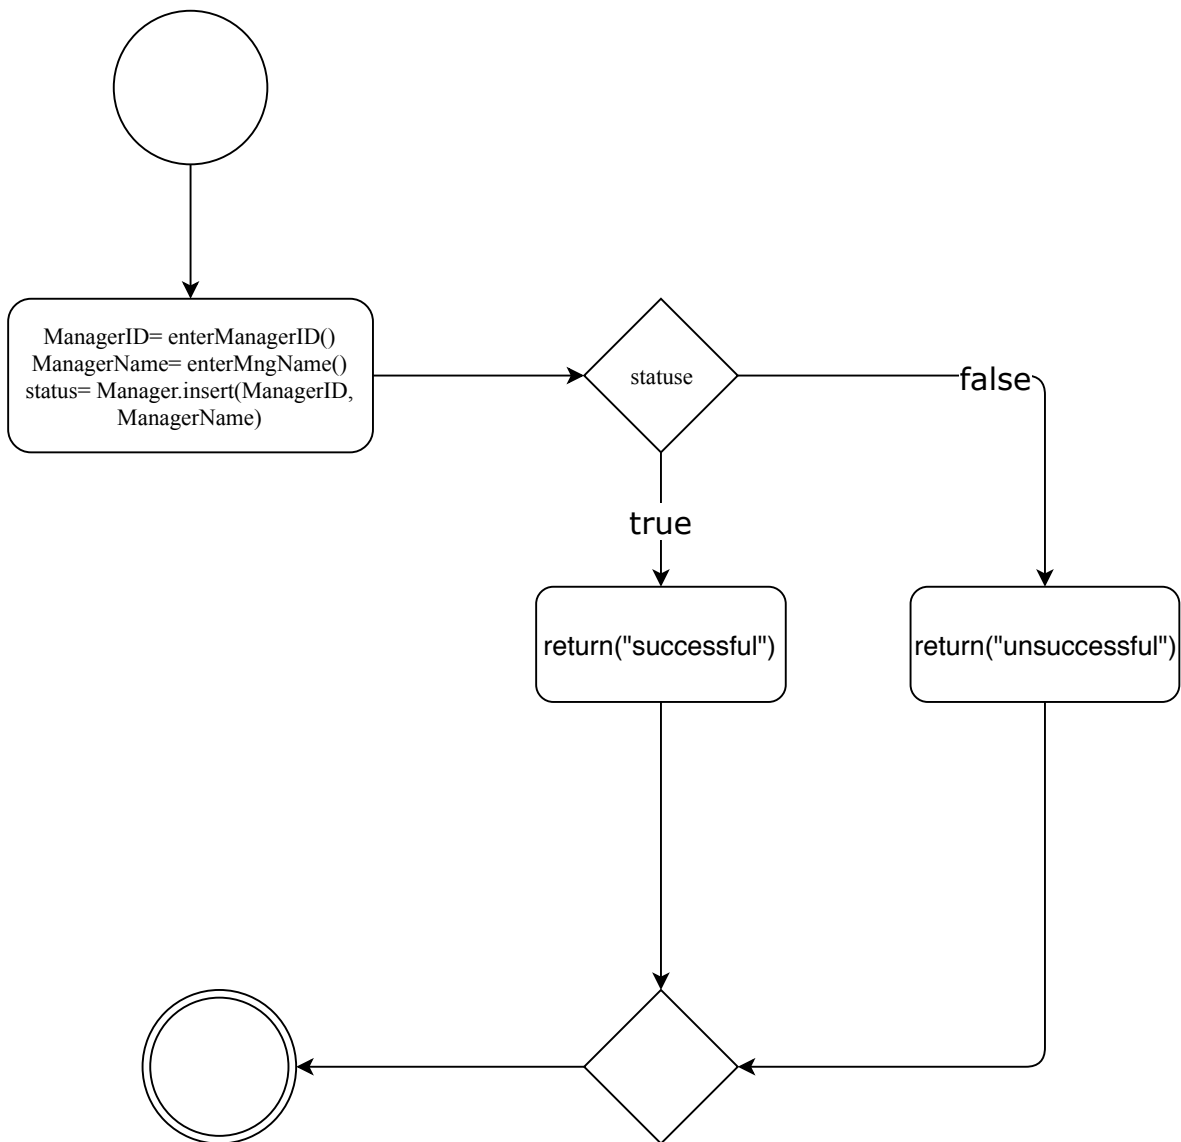 ManagerID= enterManagerID()
ManagerName= enterMngName()
status= Manager.insert(ManagerID,
ManagerName)
statuse
false
true
return("successful")
return("unsuccessful")